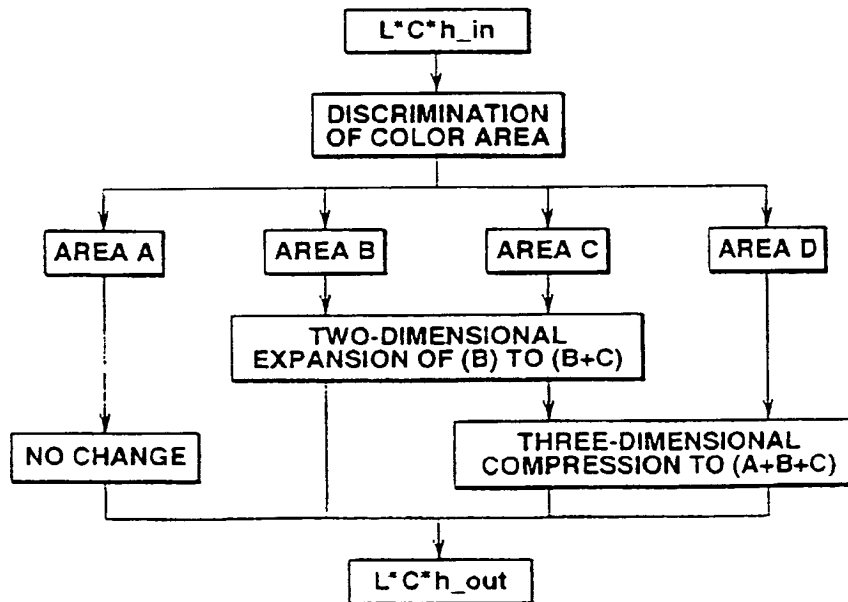 L*C*h_in
DISCRIMINATION
OF COLOR AREA
AREA A
AREA B
AREA C
AREA D
TWO-DIMENSIONAL
EXPANSION OF (B) TO (B+C)
NO CHANGE
THREE-DIMENSIONAL
COMPRESSION TO (A+B+C)
L*C*h_out